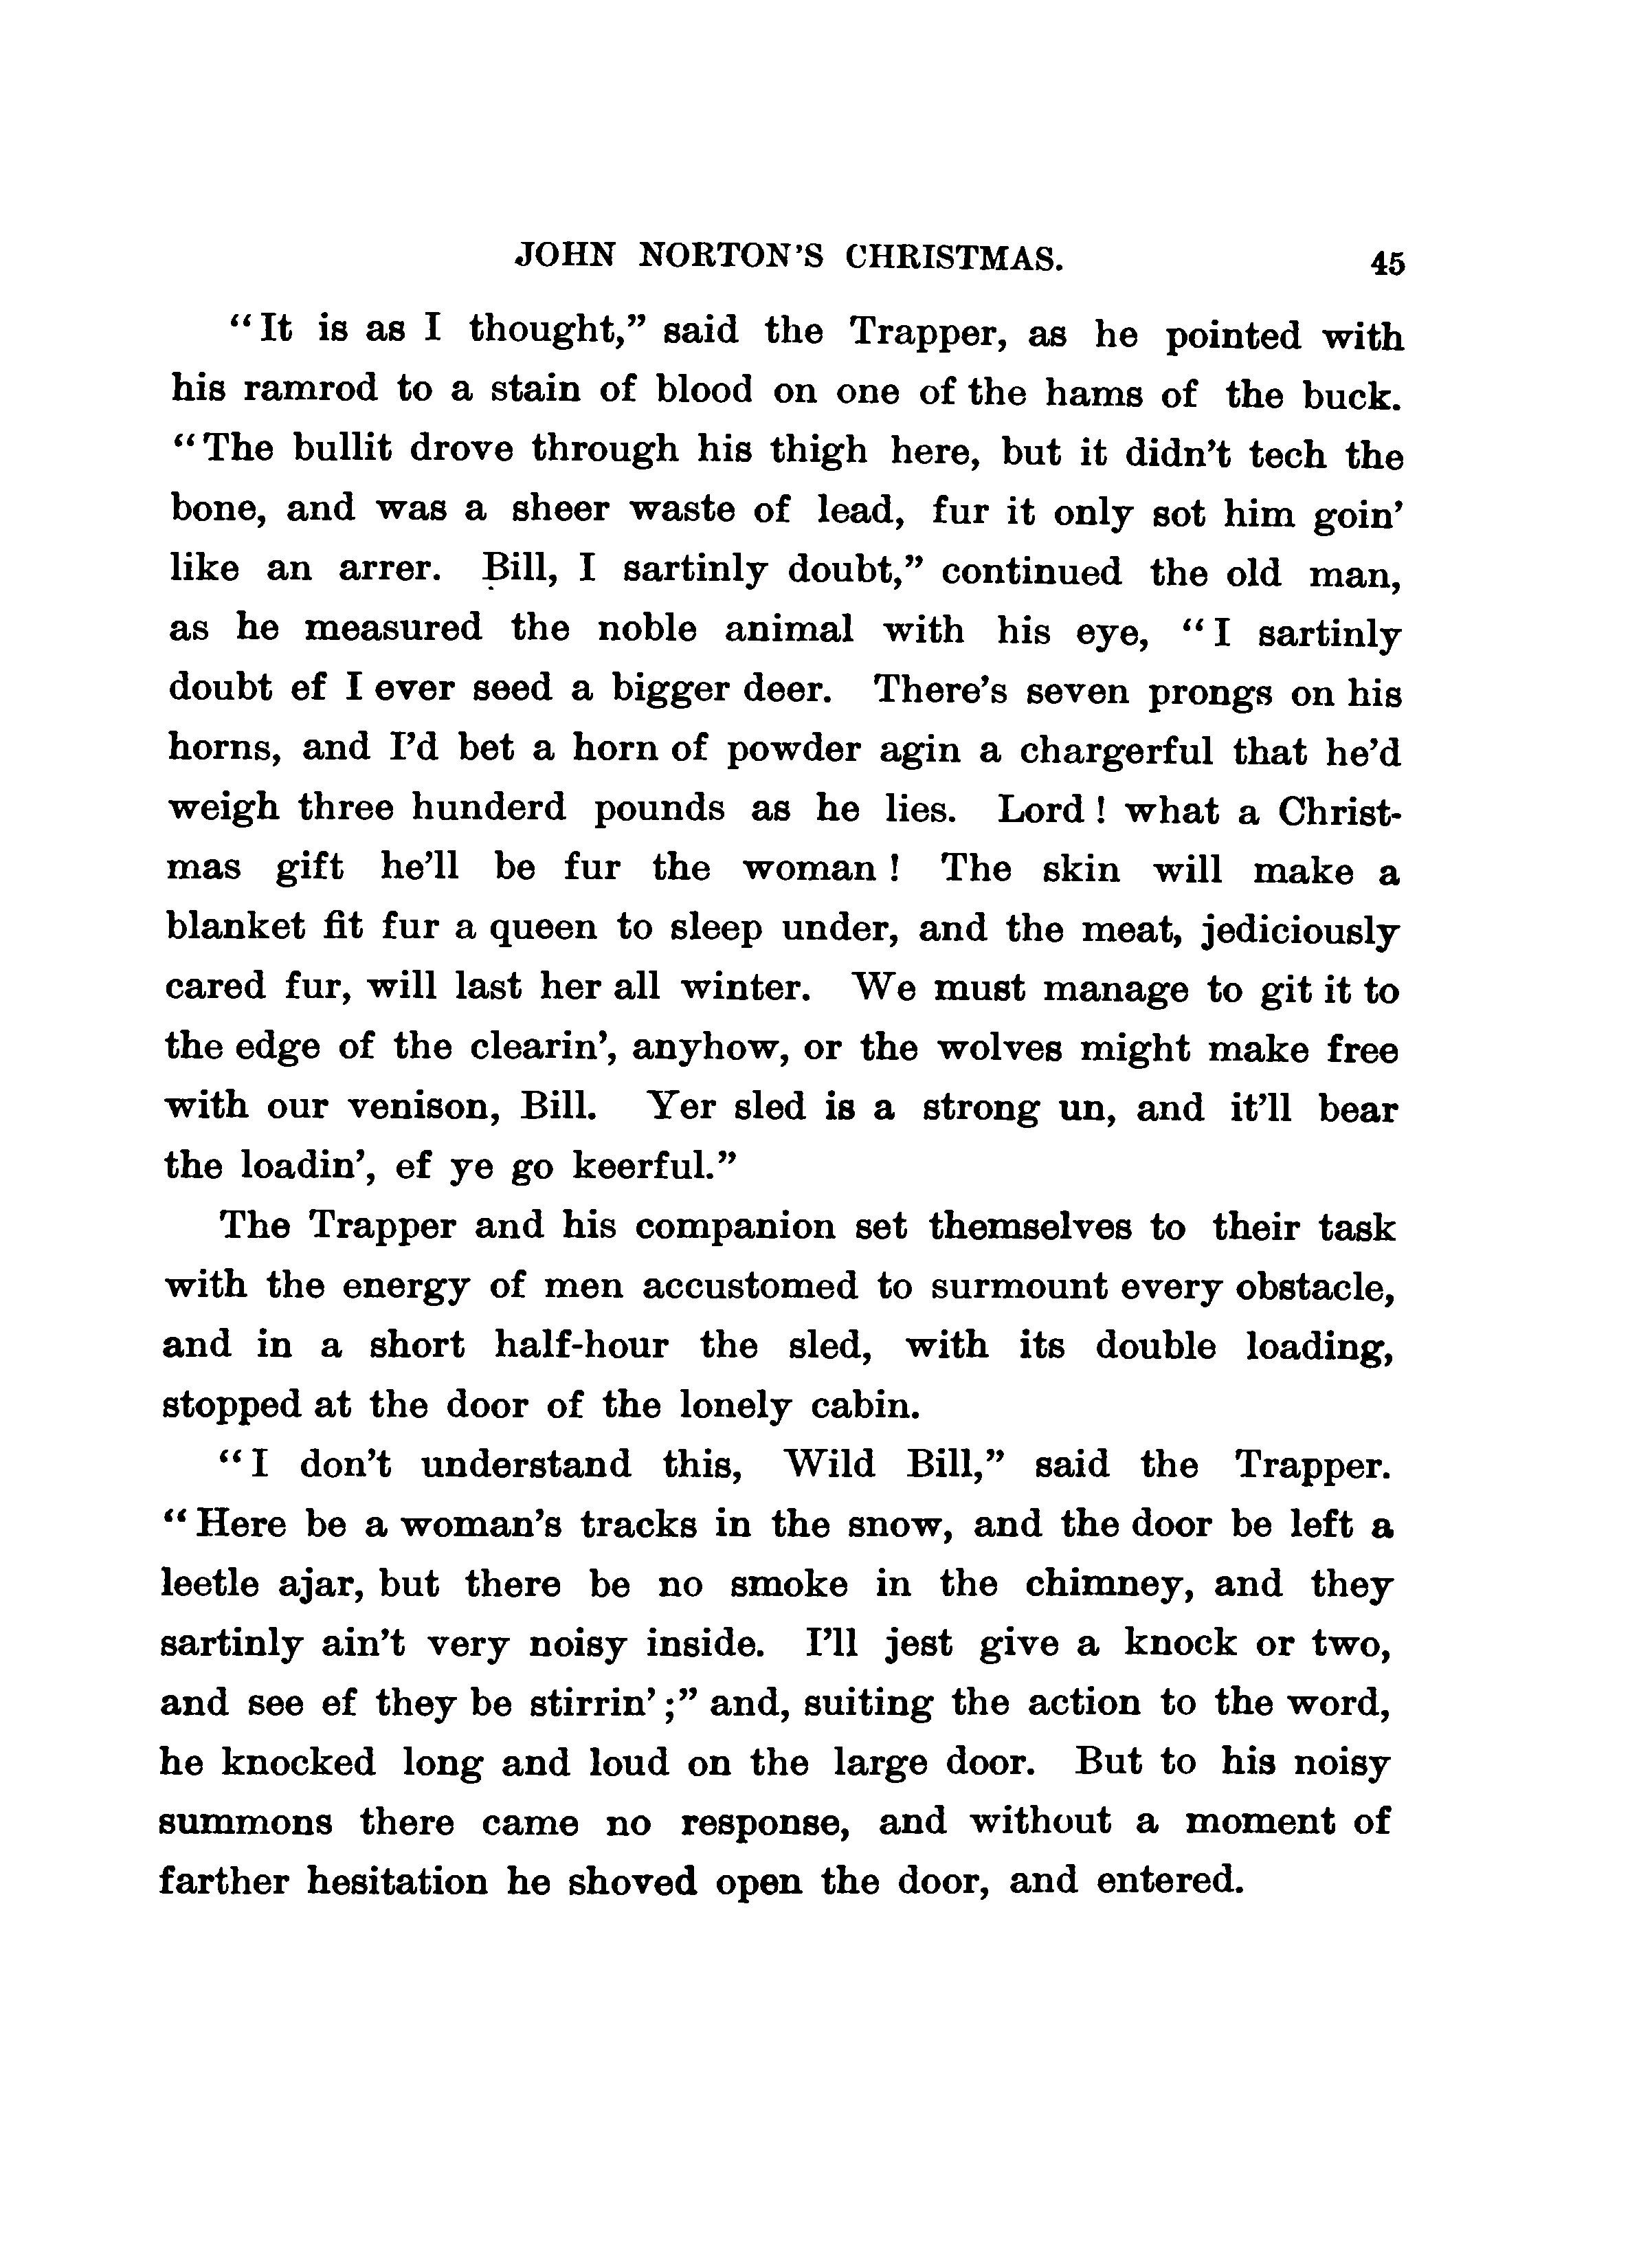 JOHN NORTON'S CHRISTMAS. 45
“It is as I thought,” said the Trapper, as he pointed with
his ramrod to a stain of blood on one of the hams of the buck.
“The bullit drove through his thigh here, but it didn't tech the
bone, and was a sheer waste of lead, fur it only sot him goin'
like an arrer. Bill, I sartinly doubt,” continued the old man,
as he measured the noble animal with his eye, “I sartinly
doubt ef I ever seed a bigger deer. There's seven prongs on his
horns, and I'd bet a horn of powder agin a chargerful that he'd
weigh three hunderd pounds as he lies. Lord! what a Christ-
mas gift he'll be fur the woman! The skin will make a
blanket fit fur a queen to sleep under, and the meat, jediciously
cared fur, will last her all winter. We must manage to git it to
the edge of the clearin', anyhow, or the wolves might make free
with our venison, Bill. Yer sled is a strong un, and it'll bear
the loadin', ef ye go keerful.”
The Trapper and his companion set themselves to their task
with the energy of men accustomed to surmount every obstacle,
and in a short half-hour the sled, with its double loading,
stopped at the door of the lonely cabin.
“I don't understand this, Wild Bill,” said the Trapper.
“Here be a woman's tracks in the snow, and the door be left a
leetle ajar, but there be no smoke in the chimney, and they
sartinly ain't very noisy inside. I'll jest give a knock or two,
and see ef they be stirrin';” and, suiting the action to the word,
he knocked long and loud on the large door. But to his noisy
summons there came no response, and without a moment of
farther hesitation he shoved open the door, and entered.